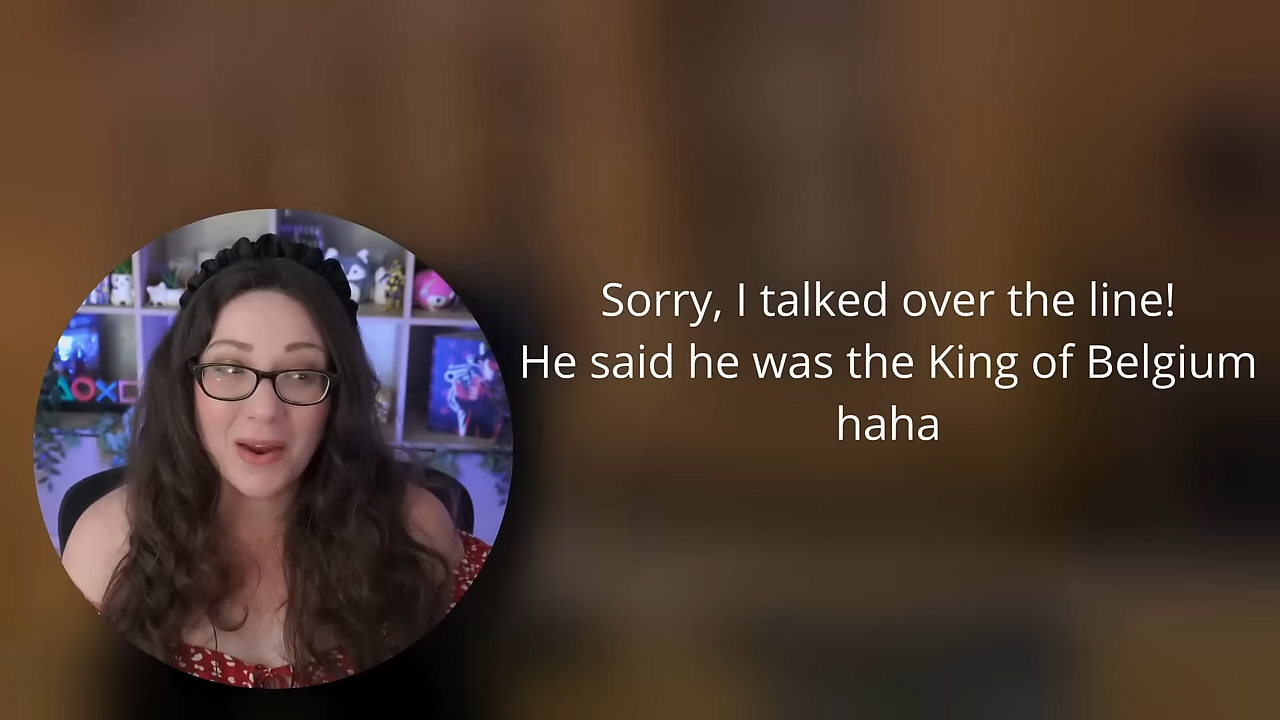 Sorry, I talked over the line!
He said he was the King of Belgium
haha